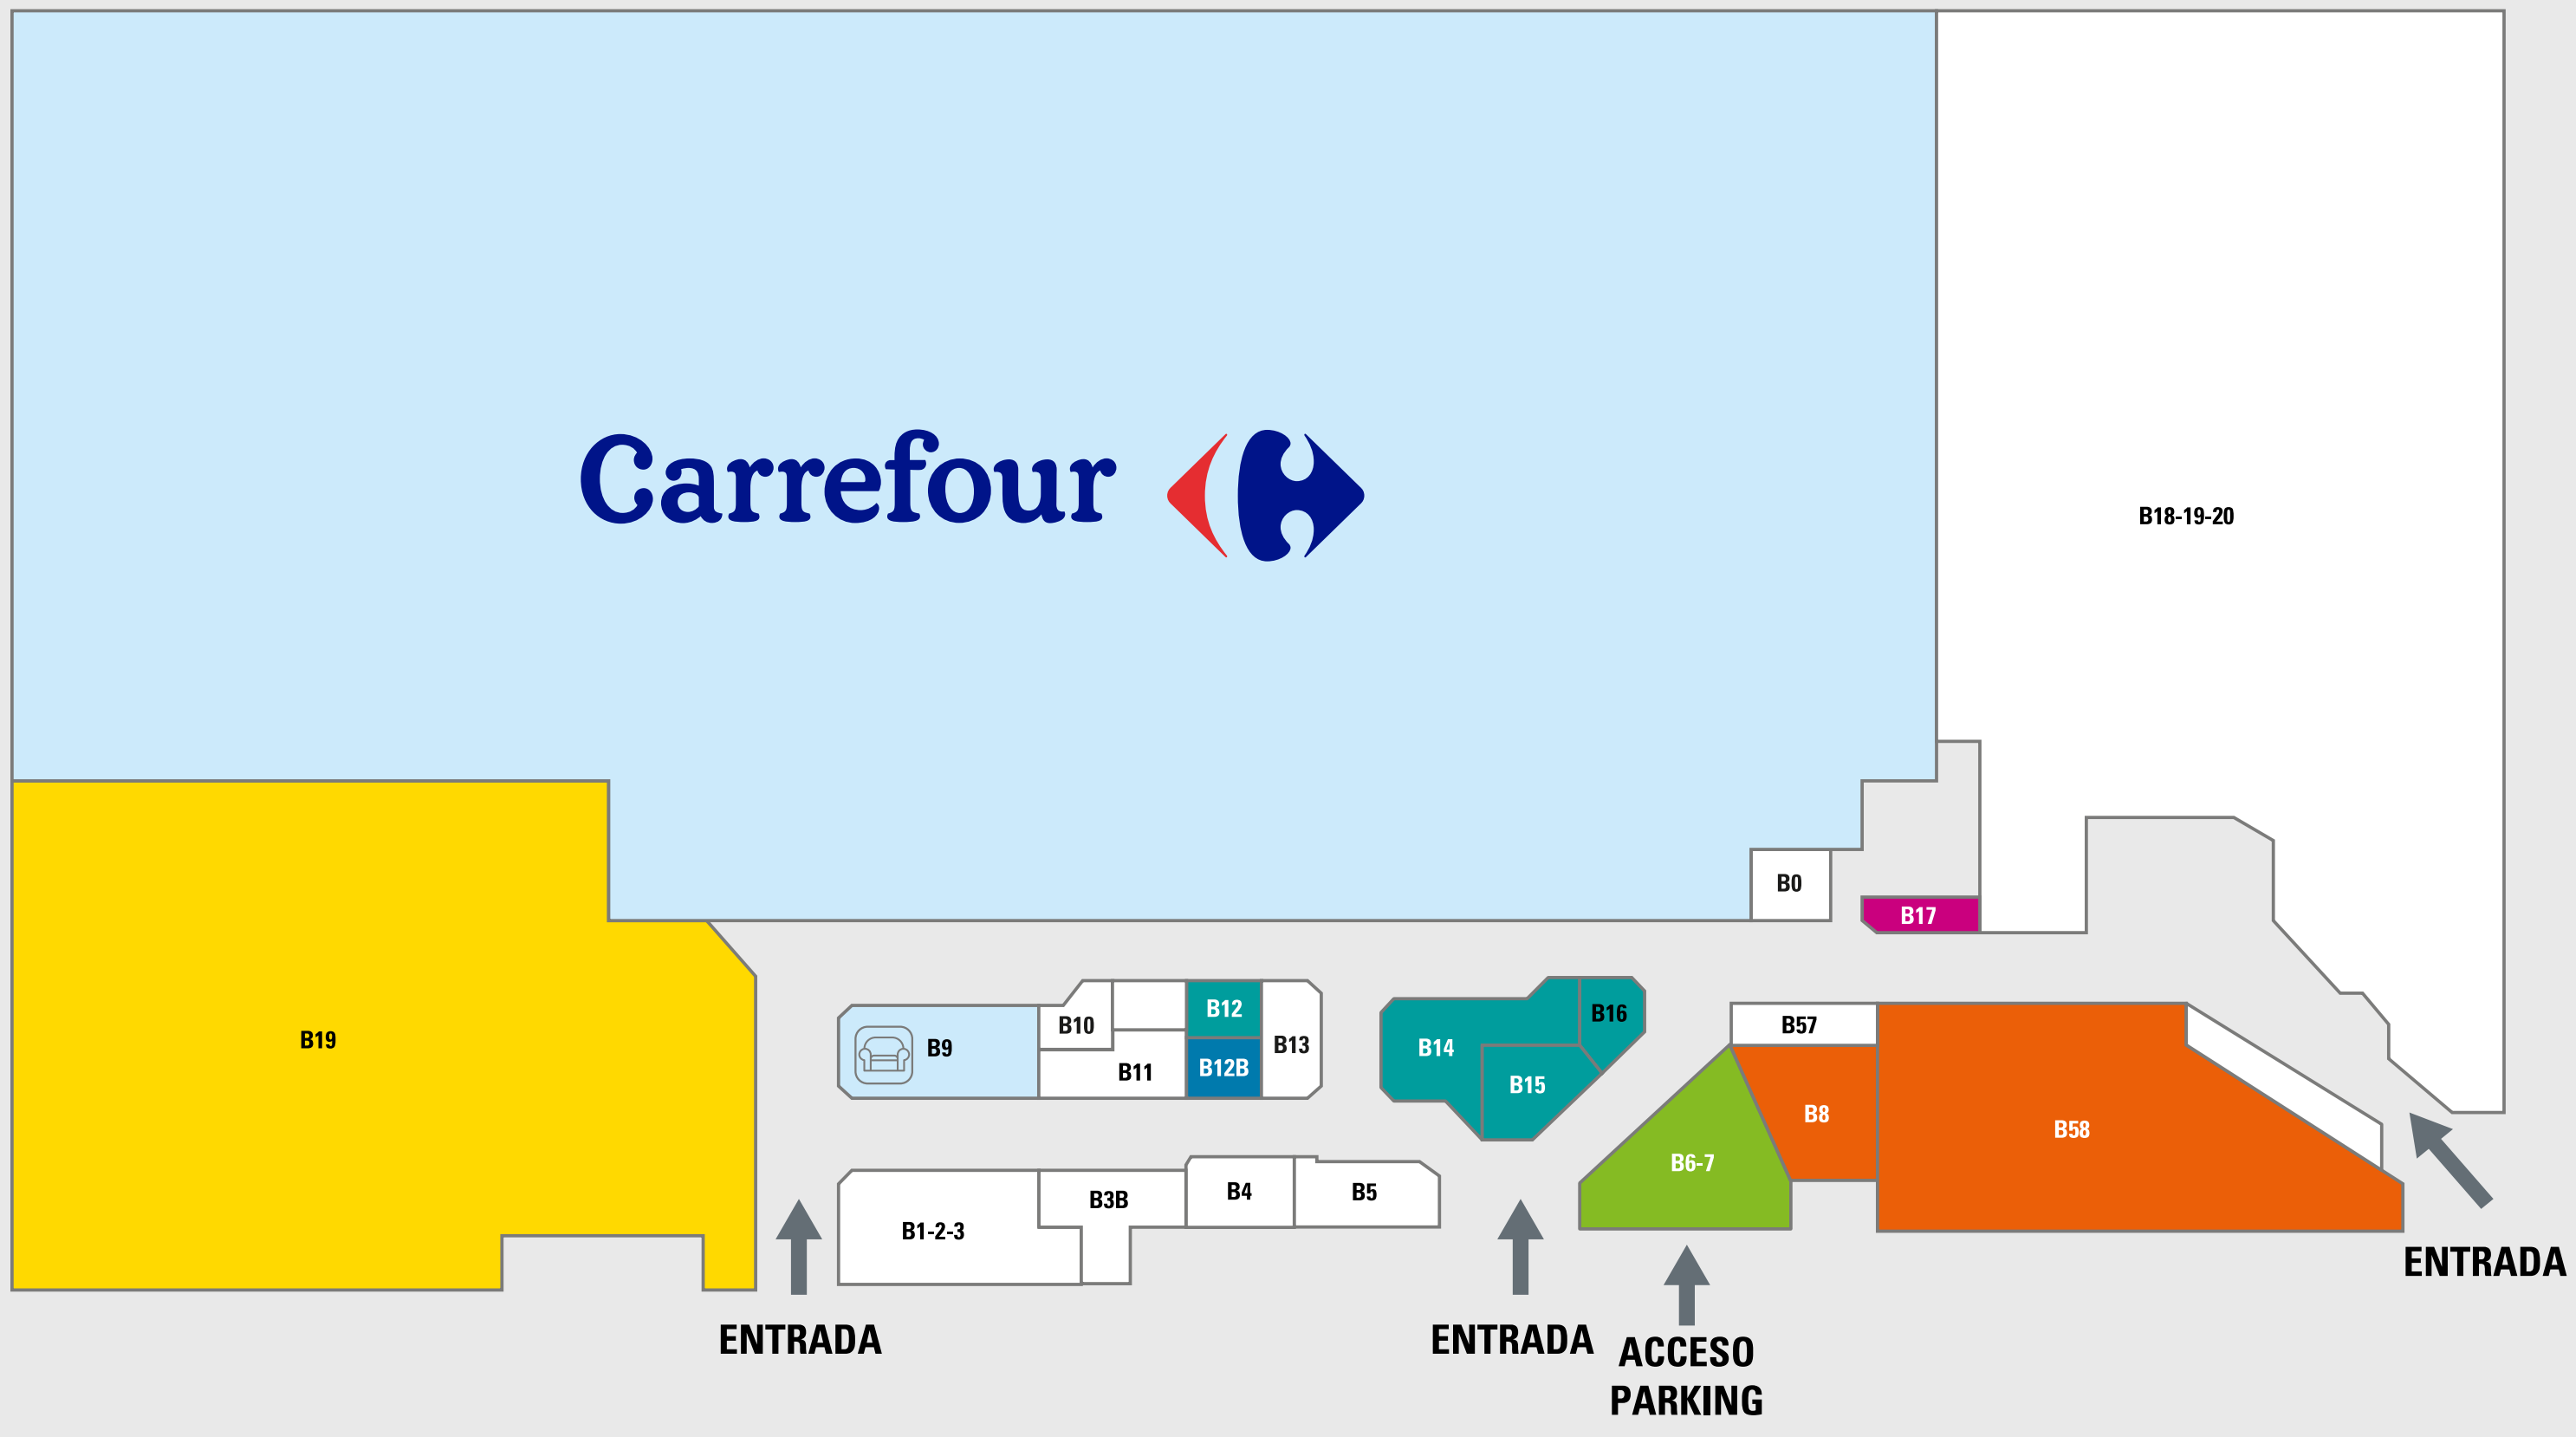 Carrefour
B18-19-20
B0
B17
B19
B9
B10
B11
B12
B12B
B13
B14
B15
B16
B57
B8
B58
B6-7
B1-2-3
B3B
B4
B5
ENTRADA
ENTRADA
ACCESO
PARKING
ENTRADA